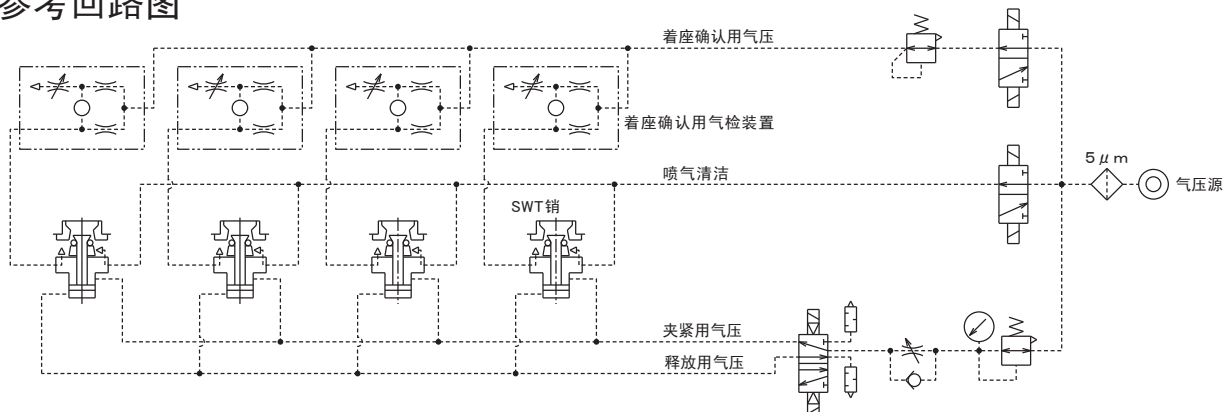 参考回路图
着座确认用气压
着座确认用气检装置
5μm
喷气清洁
气压源
SWT销
夹紧用气压
释放用气压